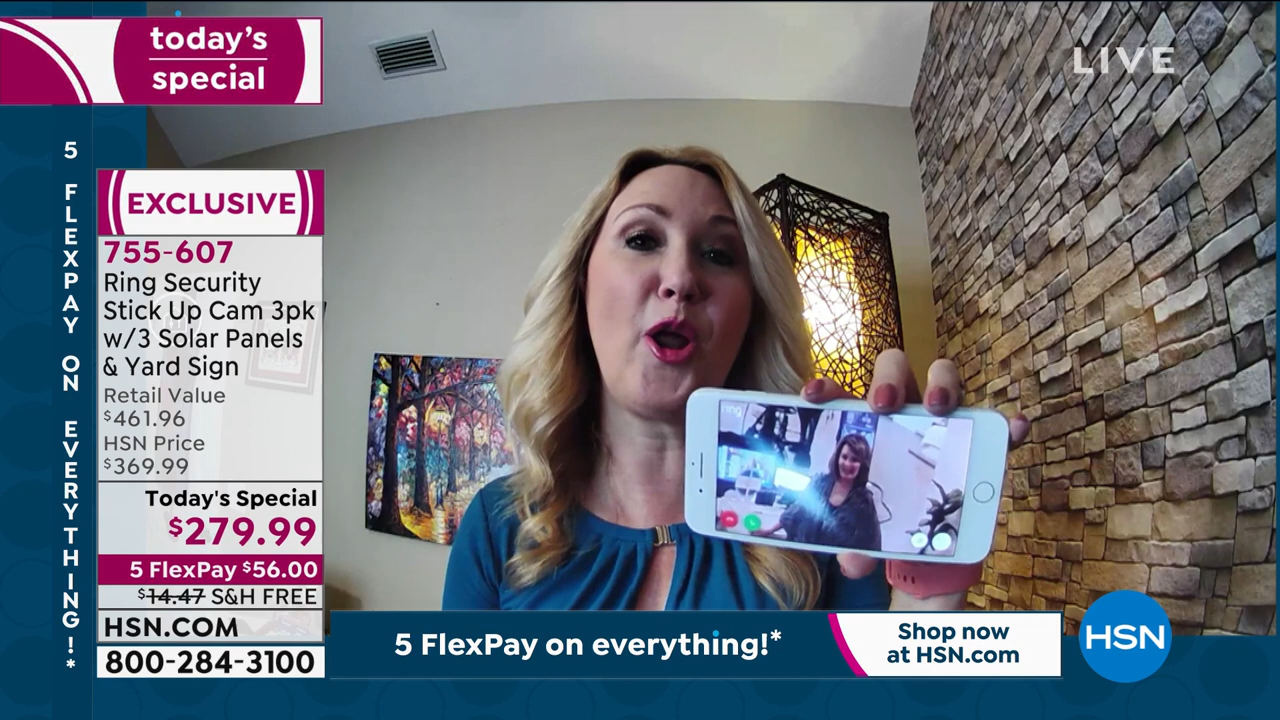 today's
special
LIVE
5 FLEXPAY ON EVERYTHING!*
EXCLUSIVE
755-607
Ring Security
Stick Up Cam 3pk
w/3 Solar Panels
& Yard Sign
Retail Value
$461.96
HSN Price
$369.99
Today's Special
$279.99
5 FlexPay $56.00
$14.47 S&H FREE
HSN.COM
800-284-3100
ring
5 FlexPay on everything!*
Shop now
at HSN.com
HSN